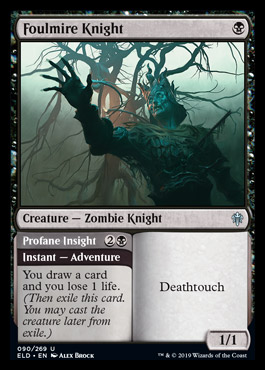 Foulmire Knight
Creature — Zombie Knight
Profane Insight 2
Instant — Adventure
You draw a card
and you lose 1 life.
(Then exile this card.
You may cast the
creature later from
exile.)
Deathtouch
1/1
090/269 U
ELD • EN Alex Brock
™ & © 2019 Wizards of the Coast